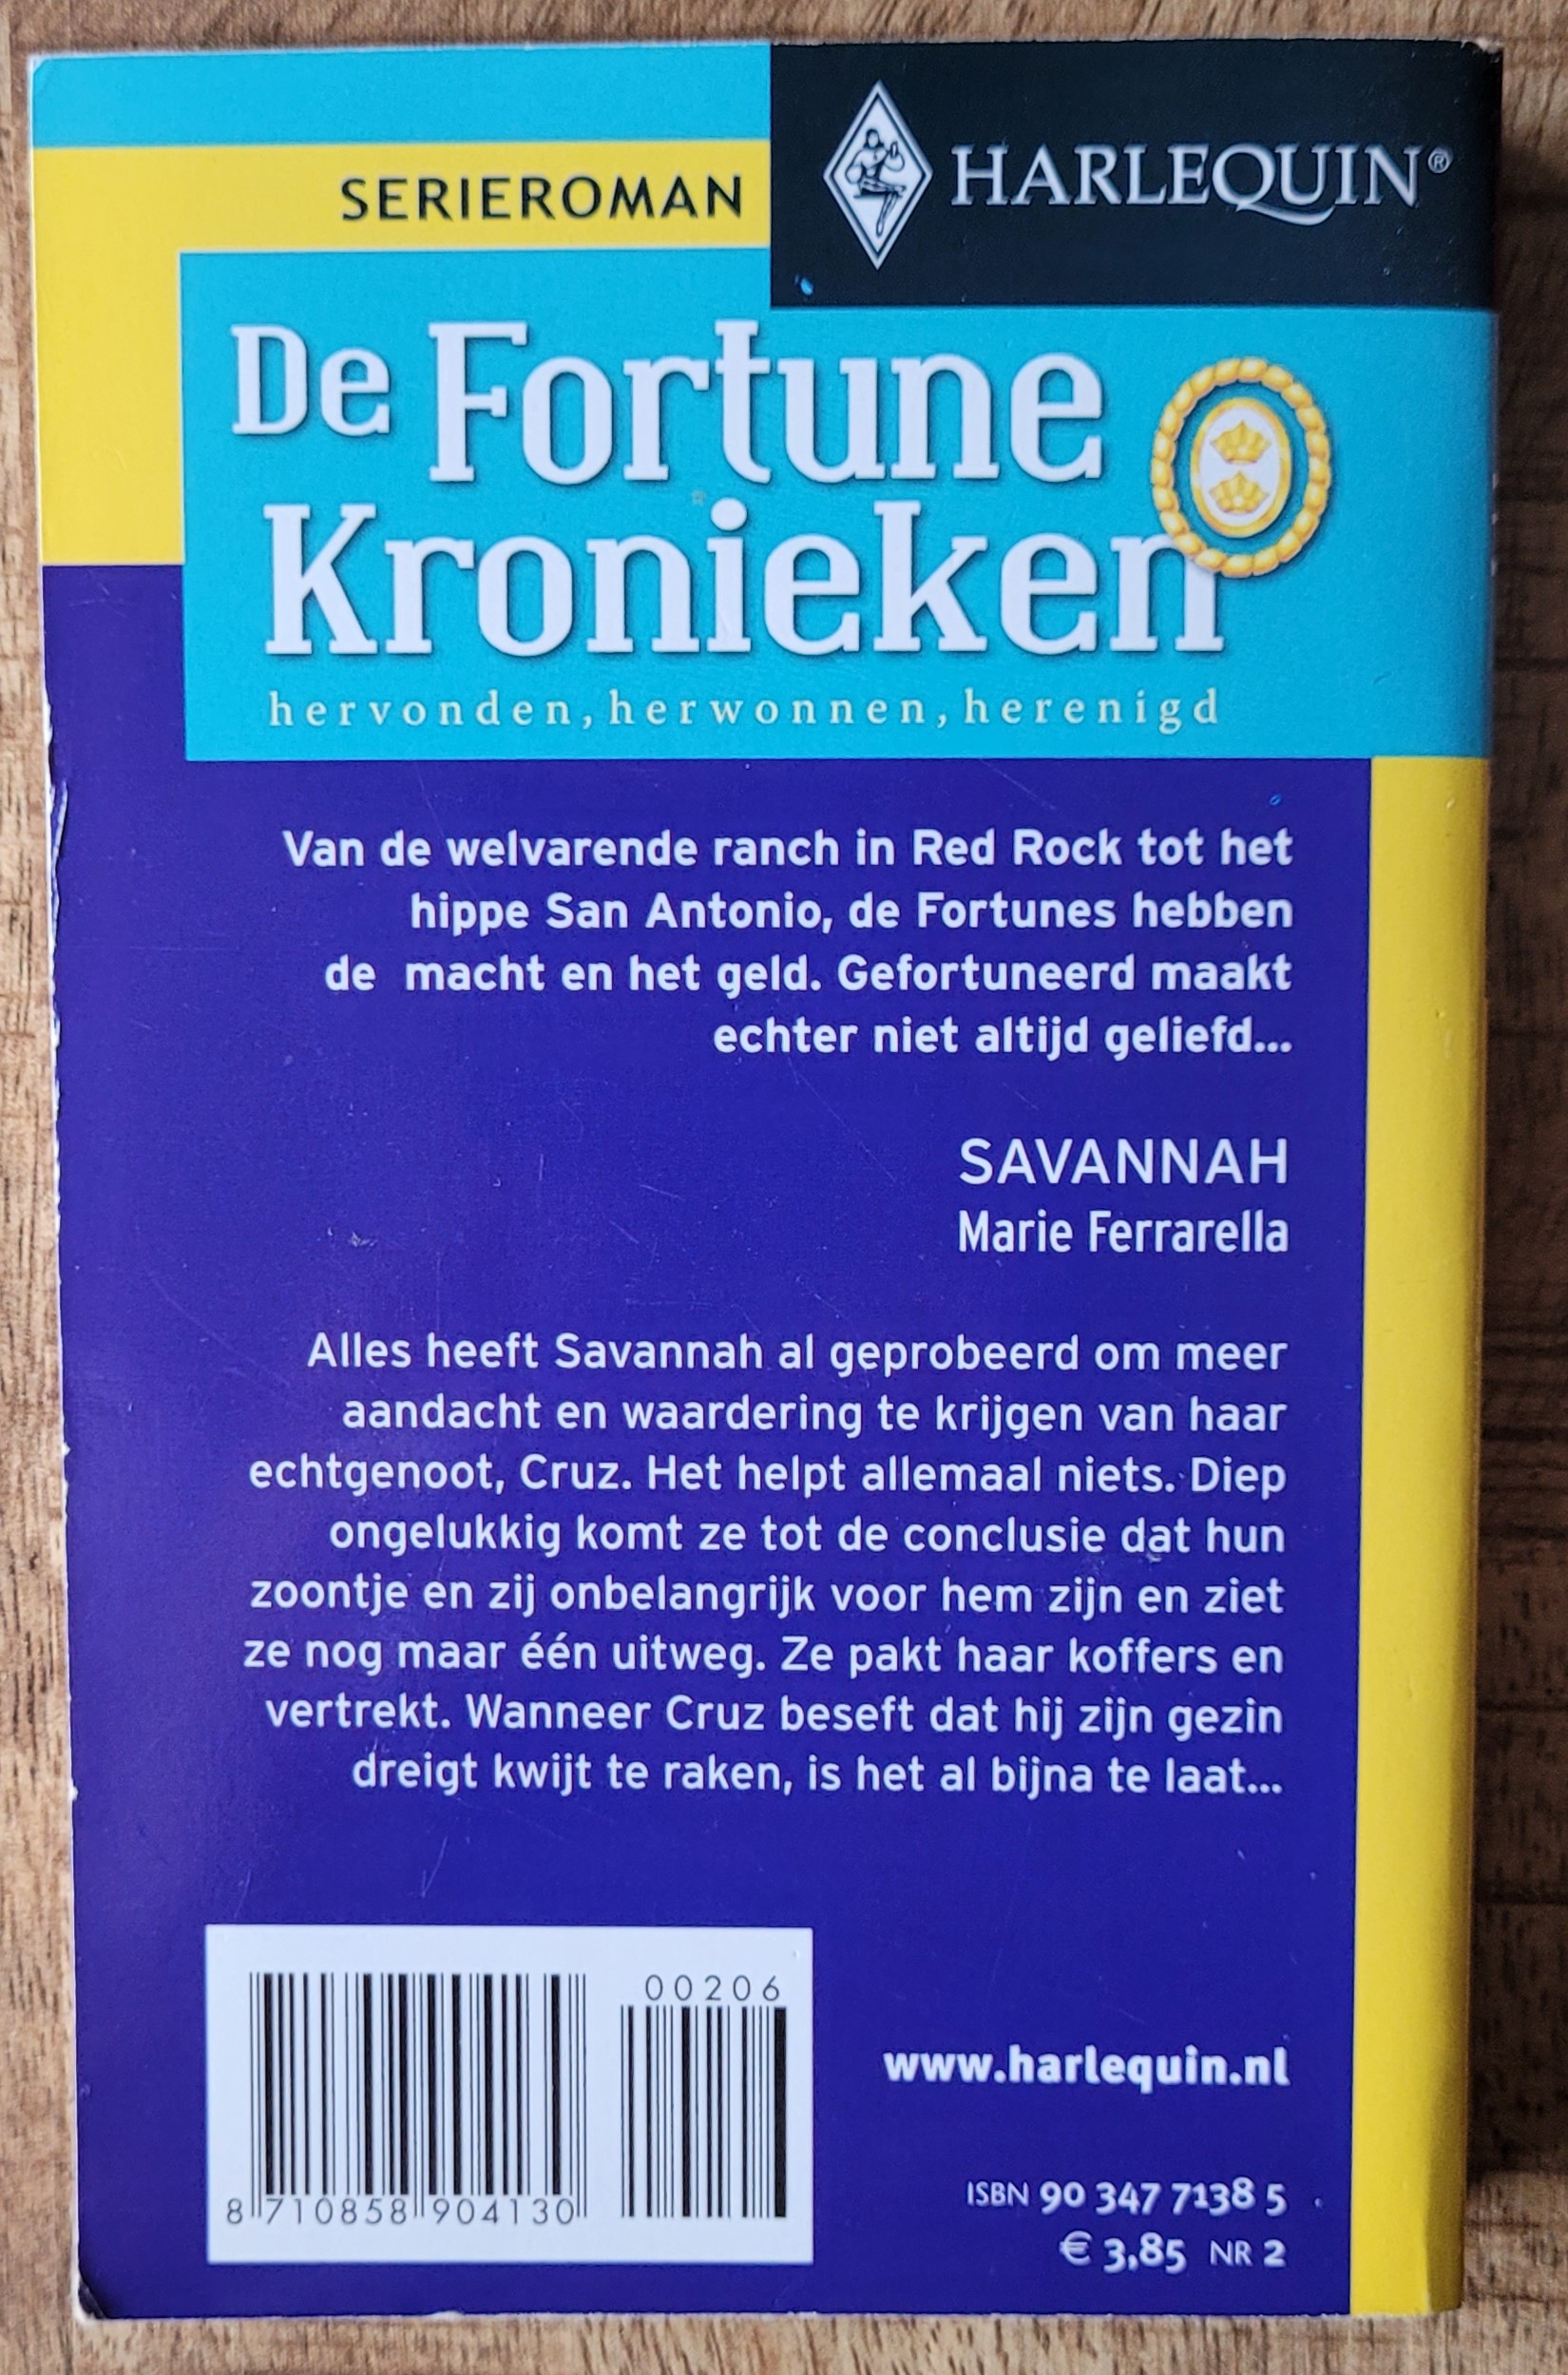 SERIEROMAN
HARLEQUIN®
De Fortune
Kronieken
hervonden, herwonnen, herenigd
Van de welvarende ranch in Red Rock tot het
hippe San Antonio, de Fortunes hebben
de macht en het geld. Gefortuneerd maakt
echter niet altijd geliefd...
SAVANNAH
Marie Ferrarella
Alles heeft Savannah al geprobeerd om meer
aandacht en waardering te krijgen van haar
echtgenoot, Cruz. Het helpt allemaal niets. Diep
ongelukkig komt ze tot de conclusie dat hun
zoontje en zij onbelangrijk voor hem zijn en ziet
ze nog maar één uitweg. Ze pakt haar koffers en
vertrekt. Wanneer Cruz beseft dat hij zijn gezin
dreigt kwijt te raken, is het al bijna te laat...
00206
8 710858 904130
www.harlequin.nl
ISBN 90 347 7138 5
€ 3,85 NR 2